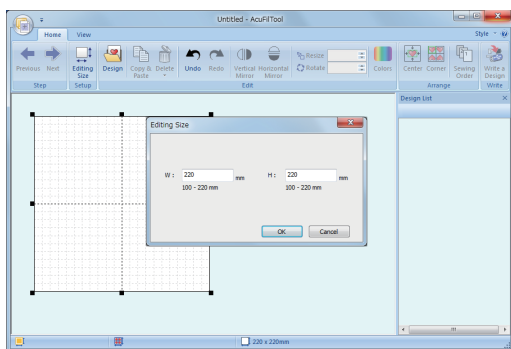 Untitled - AcuFilTool
Home View Style
Previous Next Editing Size Design Copy & Paste Delete Undo Redo Vertical Mirror Horizontal Mirror Resize Rotate Colors Center Corner Sewing Order Write a Design
Step Setup Edit Arrange Write
Design List
Editing Size
W : 220 mm H : 220 mm
100 - 220 mm 100 - 220 mm
OK Cancel
220 x 220mm